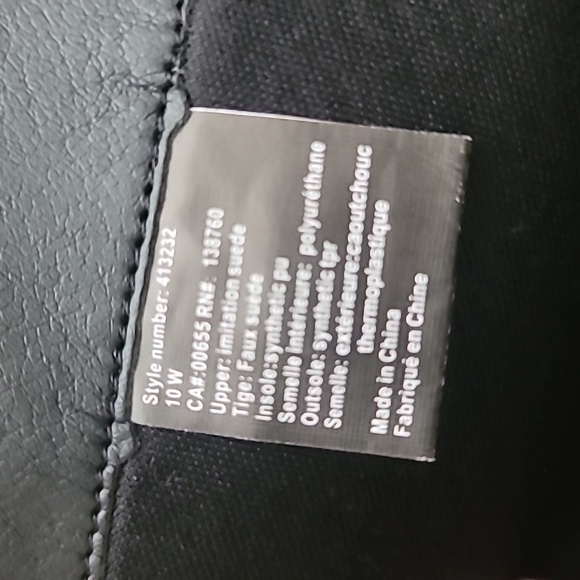 Style number: 413232
10 W
CA#:00655 RN#: 138760
Upper: imitation suede
Tige: Faux suede
Insole:synthetic pu
Semelle Intérieure: polyuréthane
Outsole: synthetic tpr
Semelle: extérieure:caoutchouc
thermoplastique
Made in China
Fabriqué en Chine